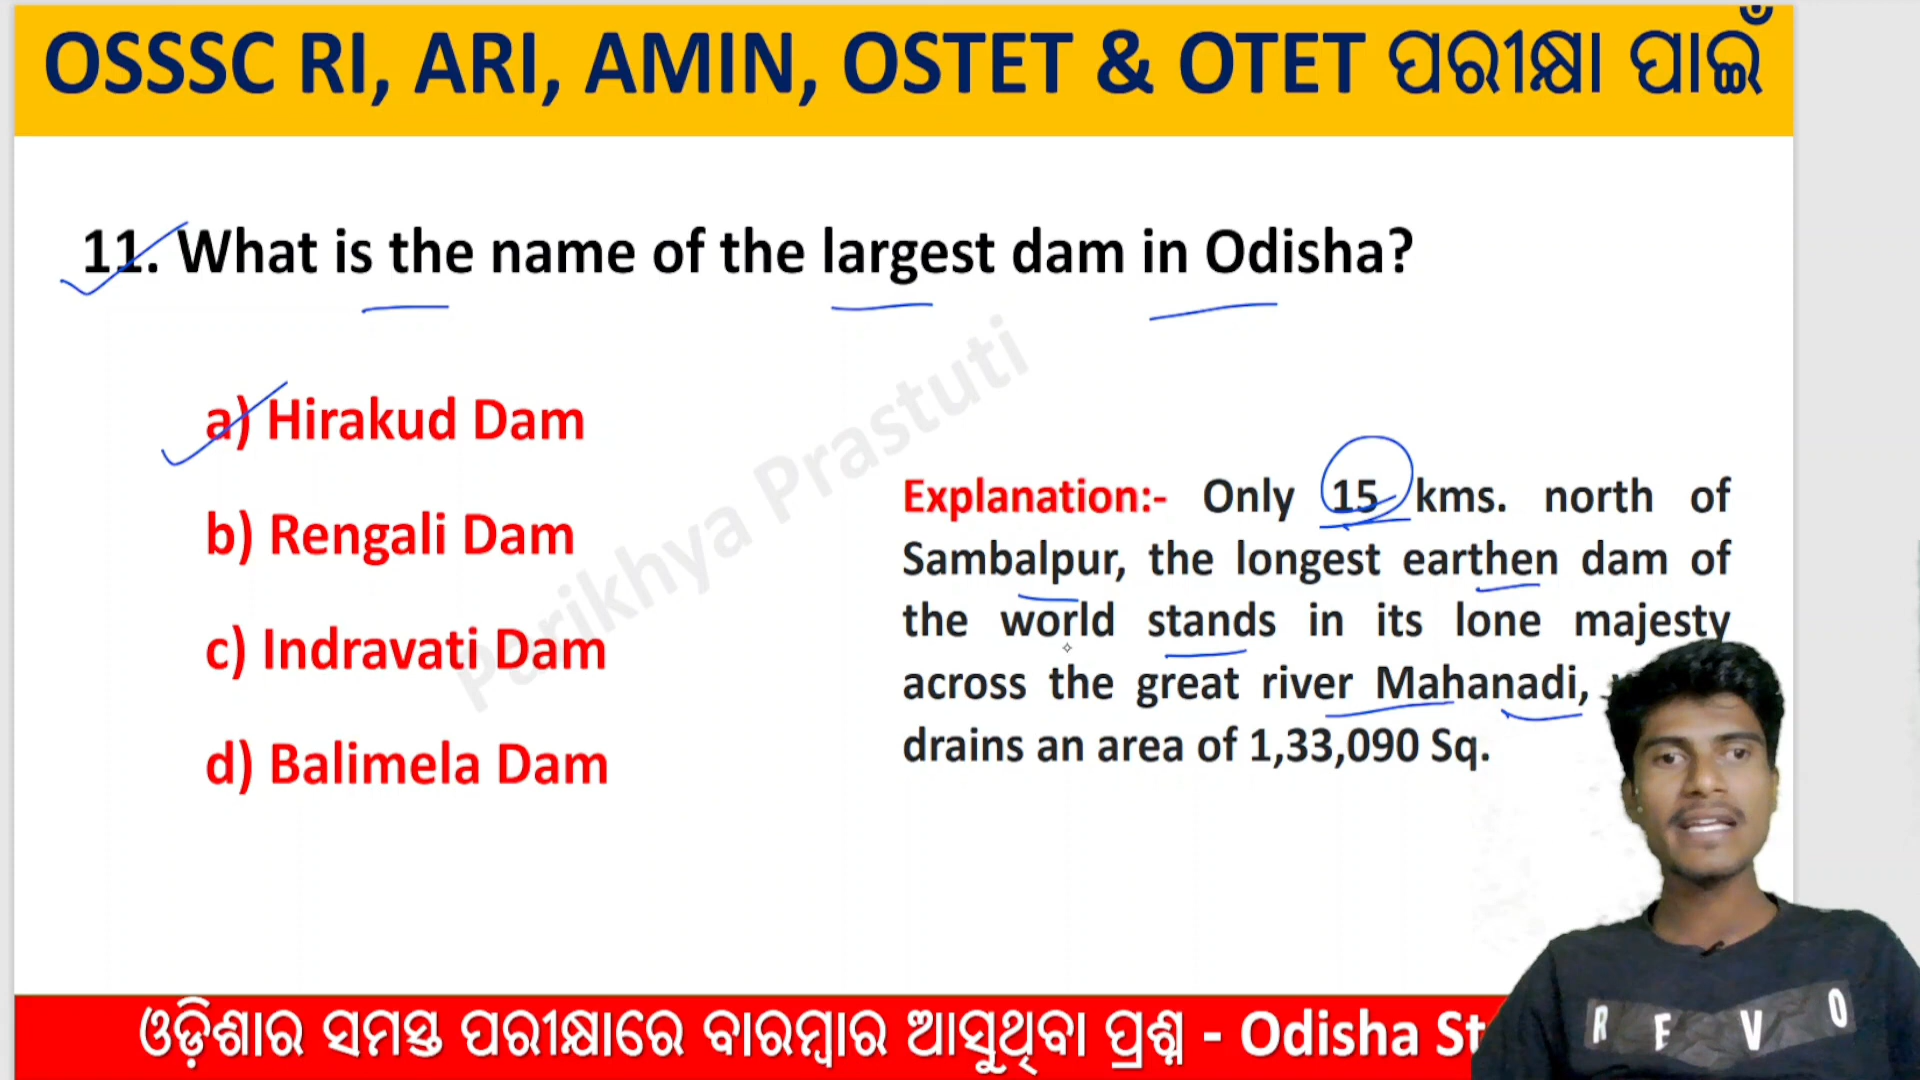 OSSSC RI, ARI, AMIN, OSTET & OTET ପରୀକ୍ଷା ପାଇଁ
11. What is the name of the largest dam in Odisha?
a) Hirakud Dam
b) Rengali Dam
c) Indravati Dam
d) Balimela Dam
Explanation:- Only 15 kms. north of
Sambalpur, the longest earthen dam of
the world stands in its lone majesty
across the great river Mahanadi,
drains an area of 1,33,090 Sq.
Parikhya Prastuti
ଓଡ଼ିଶାର ସମସ୍ତ ପରୀକ୍ଷାରେ ବାରମ୍ବାର ଆସୁଥିବା ପ୍ରଶ୍ନ - Odisha St
R E V O